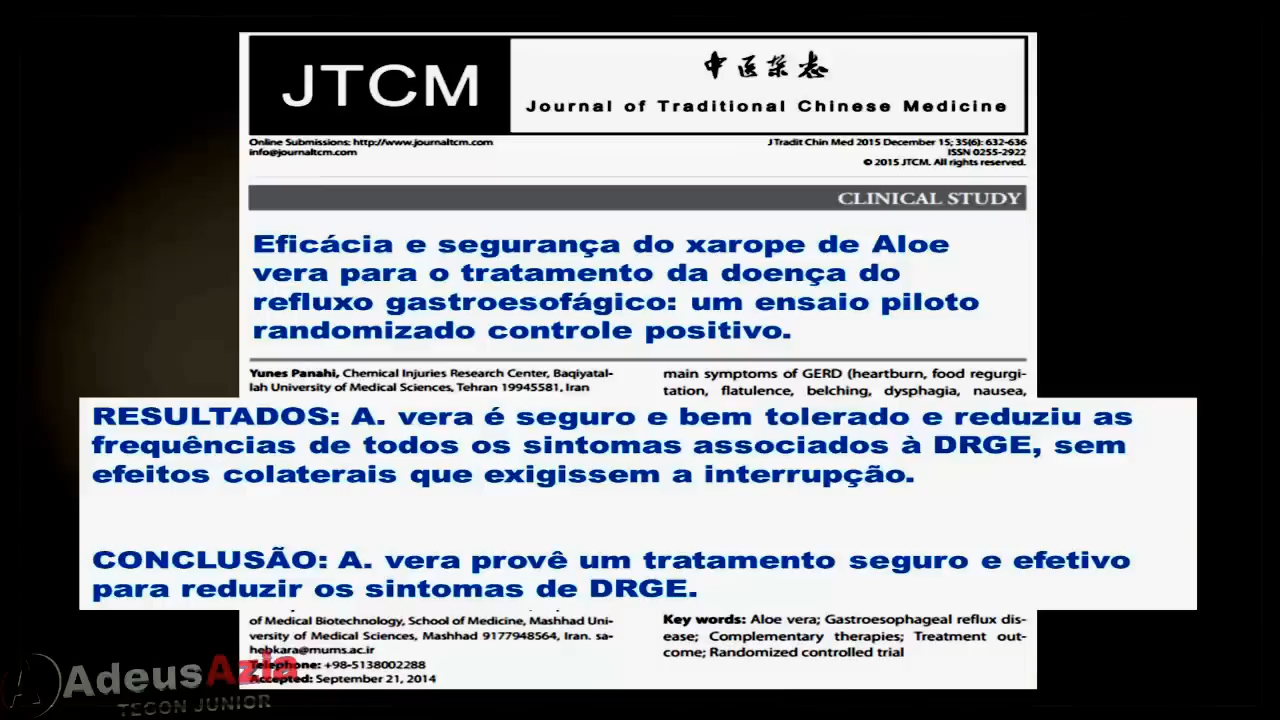 JTCM
中医杂志
Journal of Traditional Chinese Medicine
Online Submissions: http://www.journaltcm.com
info@journaltcm.com
J Tradit Chin Med 2015 December 15; 35(6): 632-636
ISSN 0255-2922
© 2015 JTCM. All rights reserved.
CLINICAL STUDY
Eficácia e segurança do xarope de Aloe
vera para o tratamento da doença do
refluxo gastroesofágico: um ensaio piloto
randomizado controle positivo.
Yunes Panahi, Chemical Injuries Research Center, Baqiyatal-
lah University of Medical Sciences, Tehran 19945581, Iran
main symptoms of GERD (heartburn, food regurgi-
tation, flatulence, belching, dysphagia, nausea,
RESULTADOS: A. vera é seguro e bem tolerado e reduziu as
frequências de todos os sintomas associados à DRGE, sem
efeitos colaterais que exigissem a interrupção.
CONCLUSÃO: A. vera provê um tratamento seguro e efetivo
para reduzir os sintomas de DRGE.
of Medical Biotechnology, School of Medicine, Mashhad Uni-
versity of Medical Sciences, Mashhad 9177948564, Iran. sa-
hebkara@mums.ac.ir
Telephone: +98-5138002288
Accepted: September 21, 2014
Key words: Aloe vera; Gastroesophageal reflux dis-
ease; Complementary therapies; Treatment out-
come; Randomized controlled trial
AdeusAzia
TECON JUNIOR